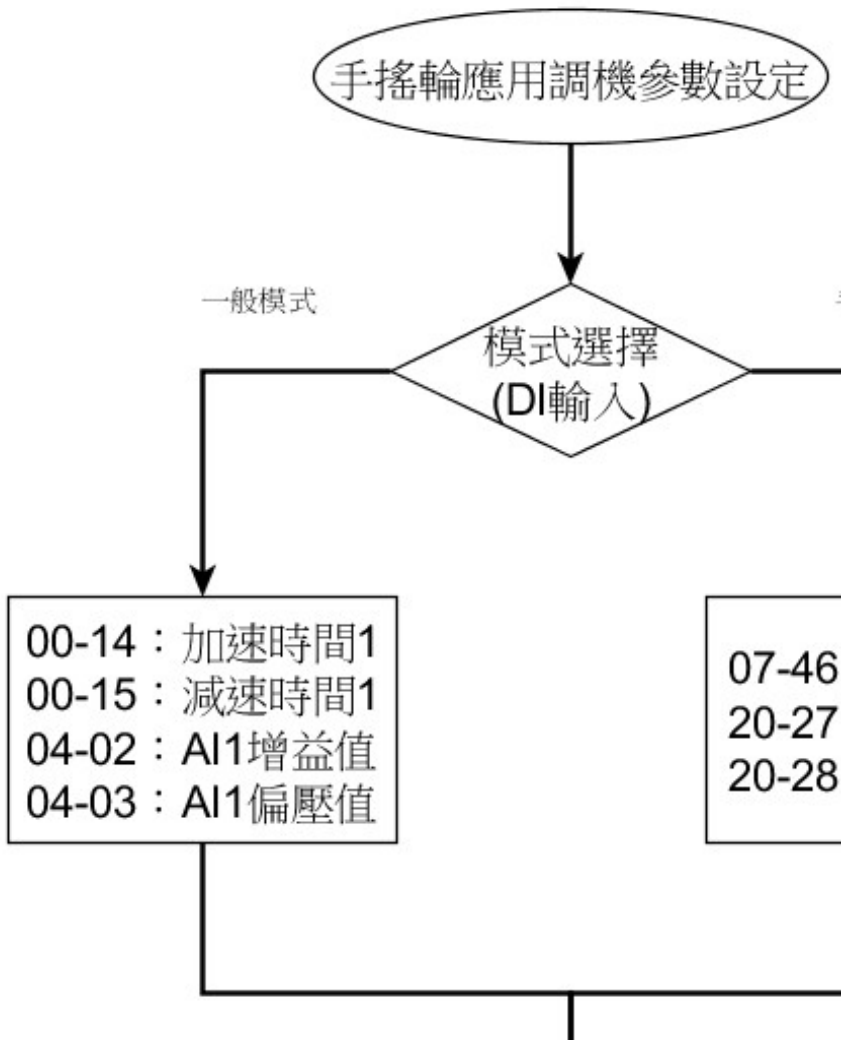 手搖輪應用調機參數設定
一般模式
模式選擇
(DI輸入)
00-14：加速時間1
00-15：減速時間1
04-02：AI1增益值
04-03：AI1偏壓值
07-46
20-27
20-28